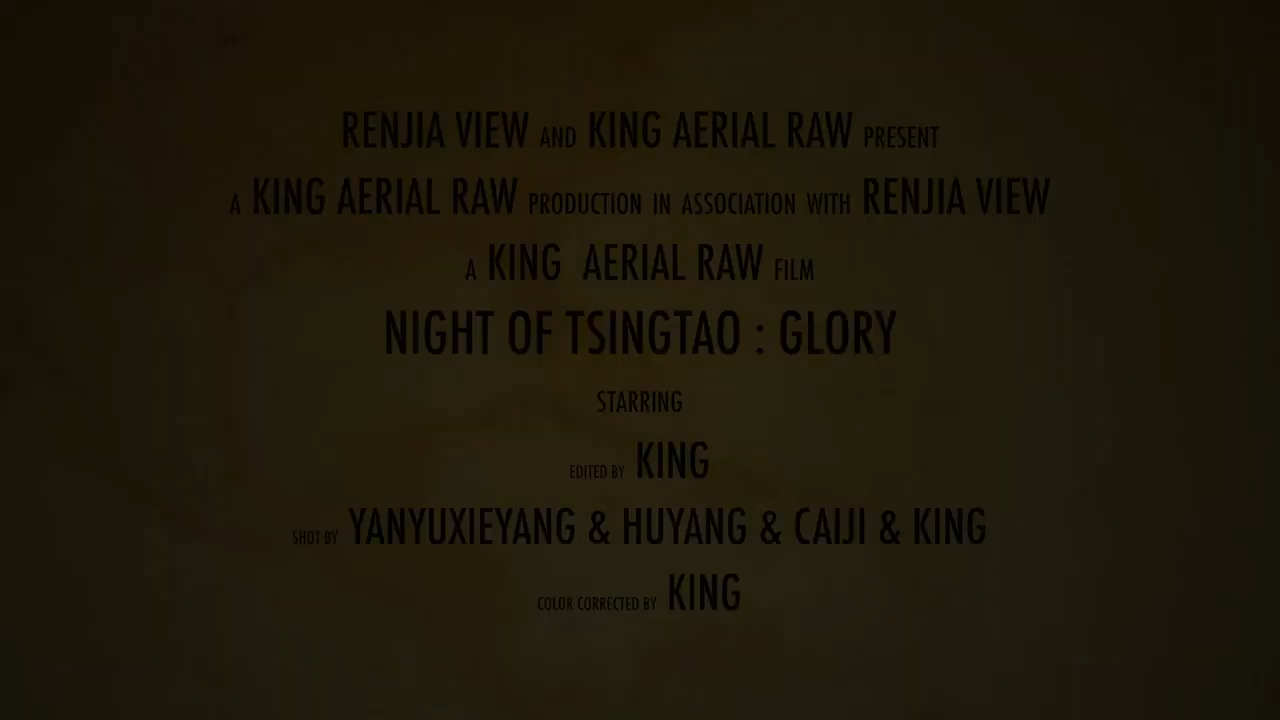 RENJIA VIEW AND KING AERIAL RAW PRESENT
A KING AERIAL RAW PRODUCTION IN ASSOCIATION WITH RENJIA VIEW
A KING AERIAL RAW FILM
NIGHT OF TSINGTAO : GLORY
STARRING
EDITED BY KING
SHOT BY YANYUXIEYANG & HUYANG & CAIJI & KING
COLOR CORRECTED BY KING